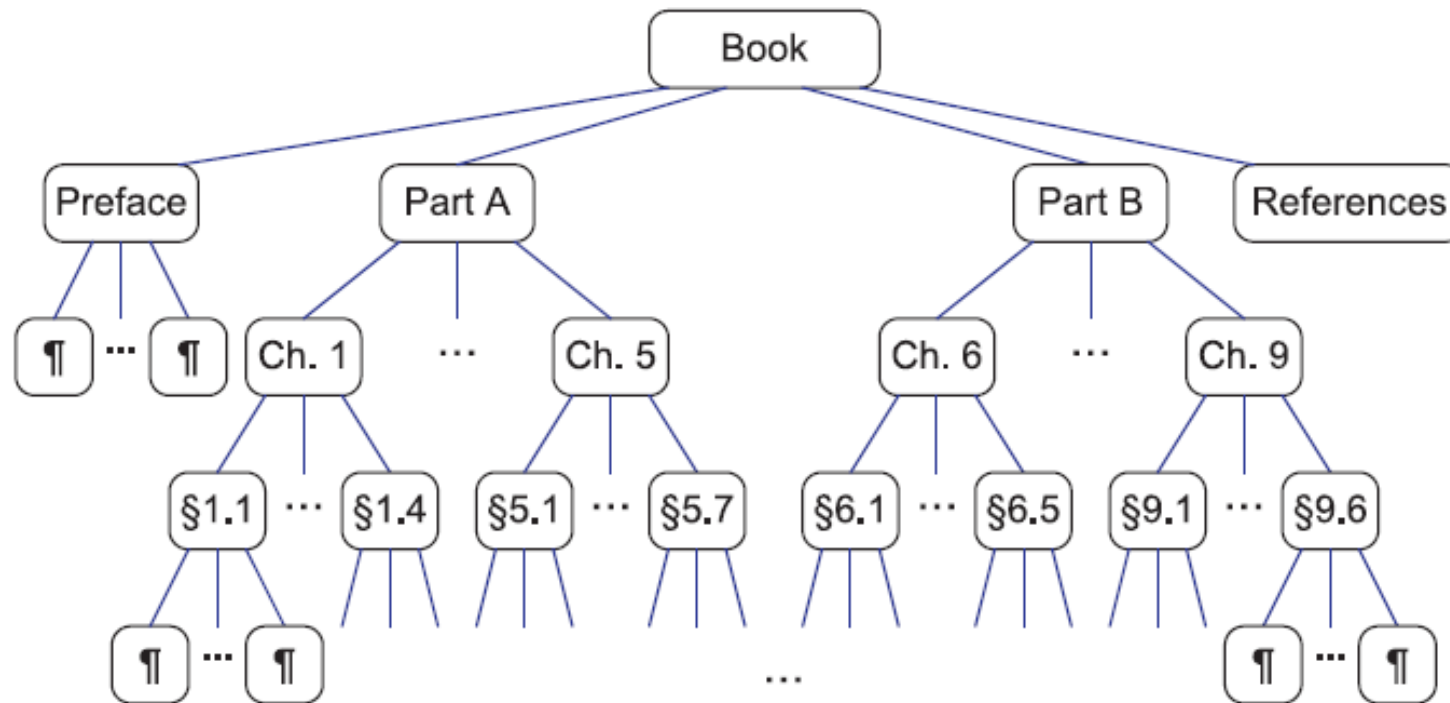 Book
Preface Part A Part B References
¶ ... ¶ Ch. 1 ... Ch. 5 Ch. 6 ... Ch. 9
§1.1 ... §1.4 §5.1 ... §5.7 §6.1 ... §6.5 §9.1 ... §9.6
¶ ... ¶ ... ¶ ... ¶